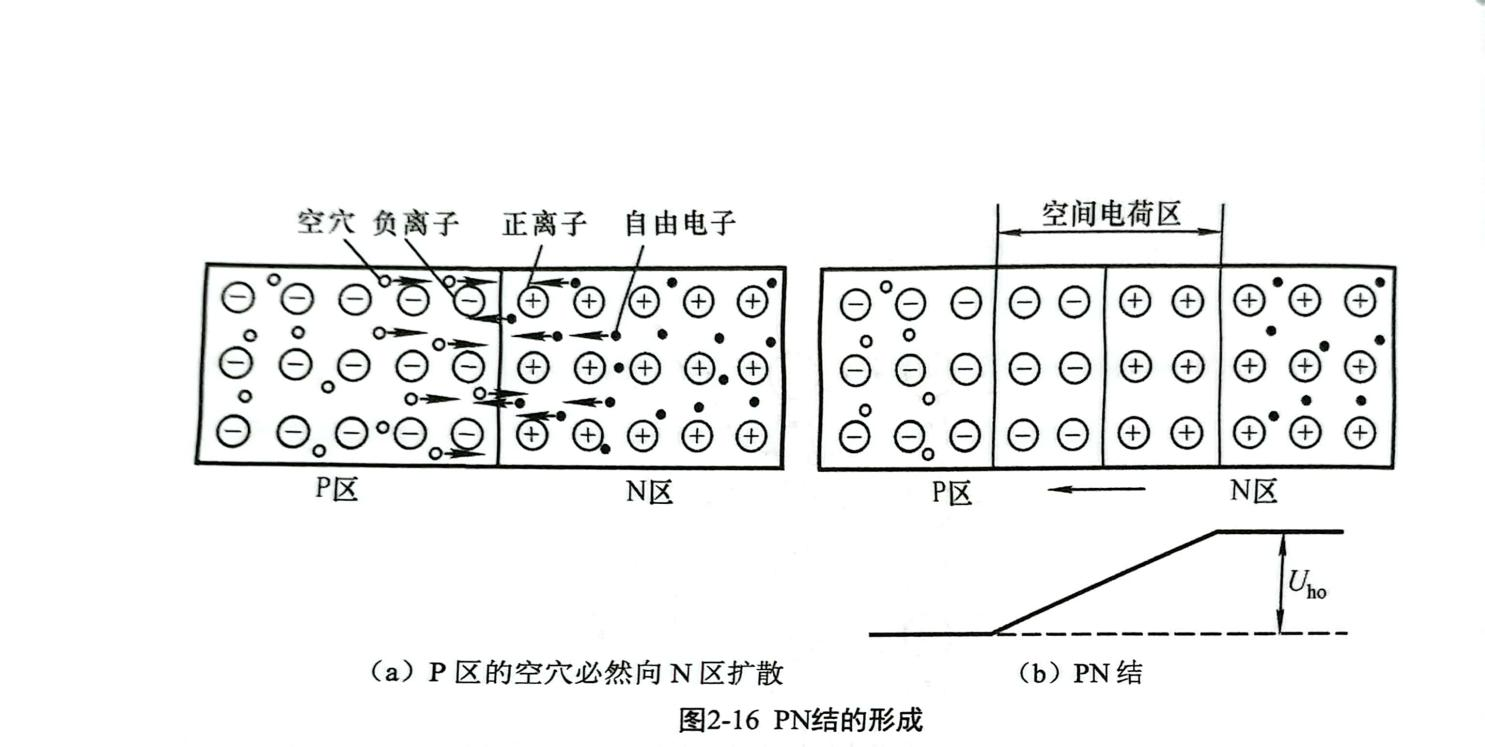 空穴 负离子 正离子 自由电子
空间电荷区
P区 N区
P区 N区
Uho
（a）P 区的空穴必然向 N 区扩散
（b）PN 结
图2-16 PN结的形成